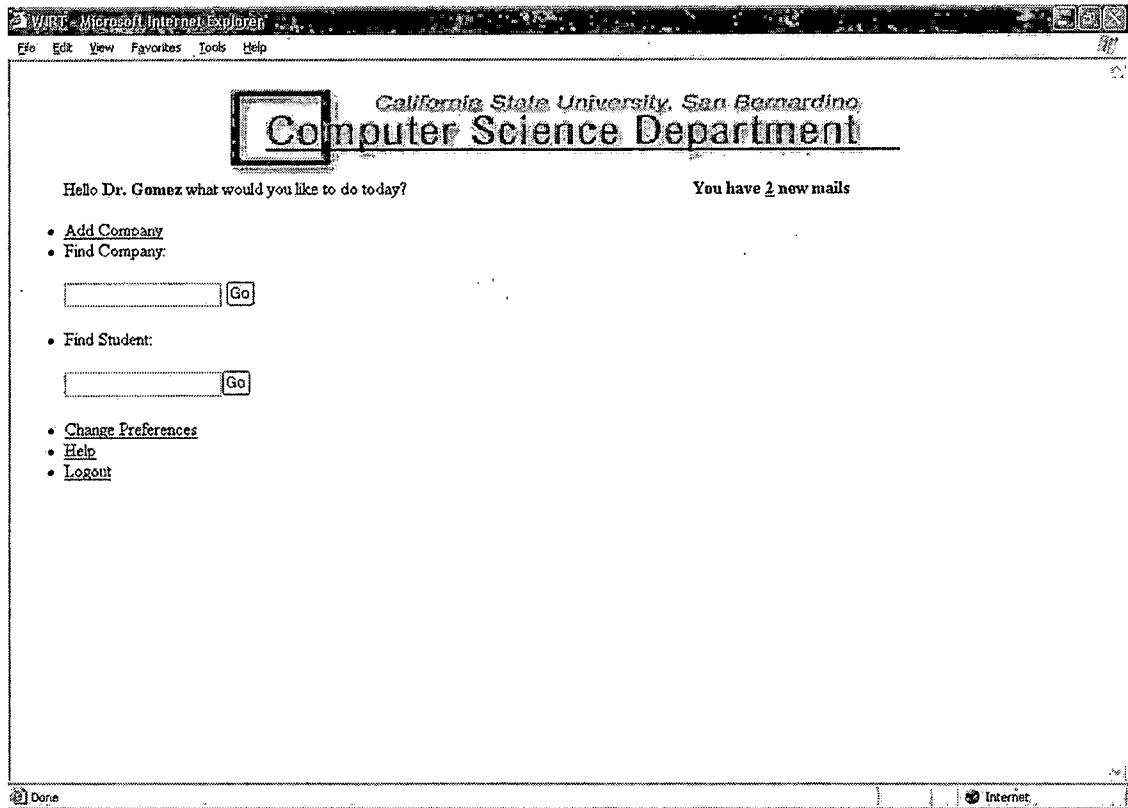 WIRT - Microsoft Internet Explorer
File Edit View Favorites Tools Help
California State University, San Bernardino
Computer Science Department
Hello Dr. Gomez what would you like to do today? You have 2 new mails
• Add Company
• Find Company:
Go
• Find Student:
Go
• Change Preferences
• Help
• Logout
Done Internet